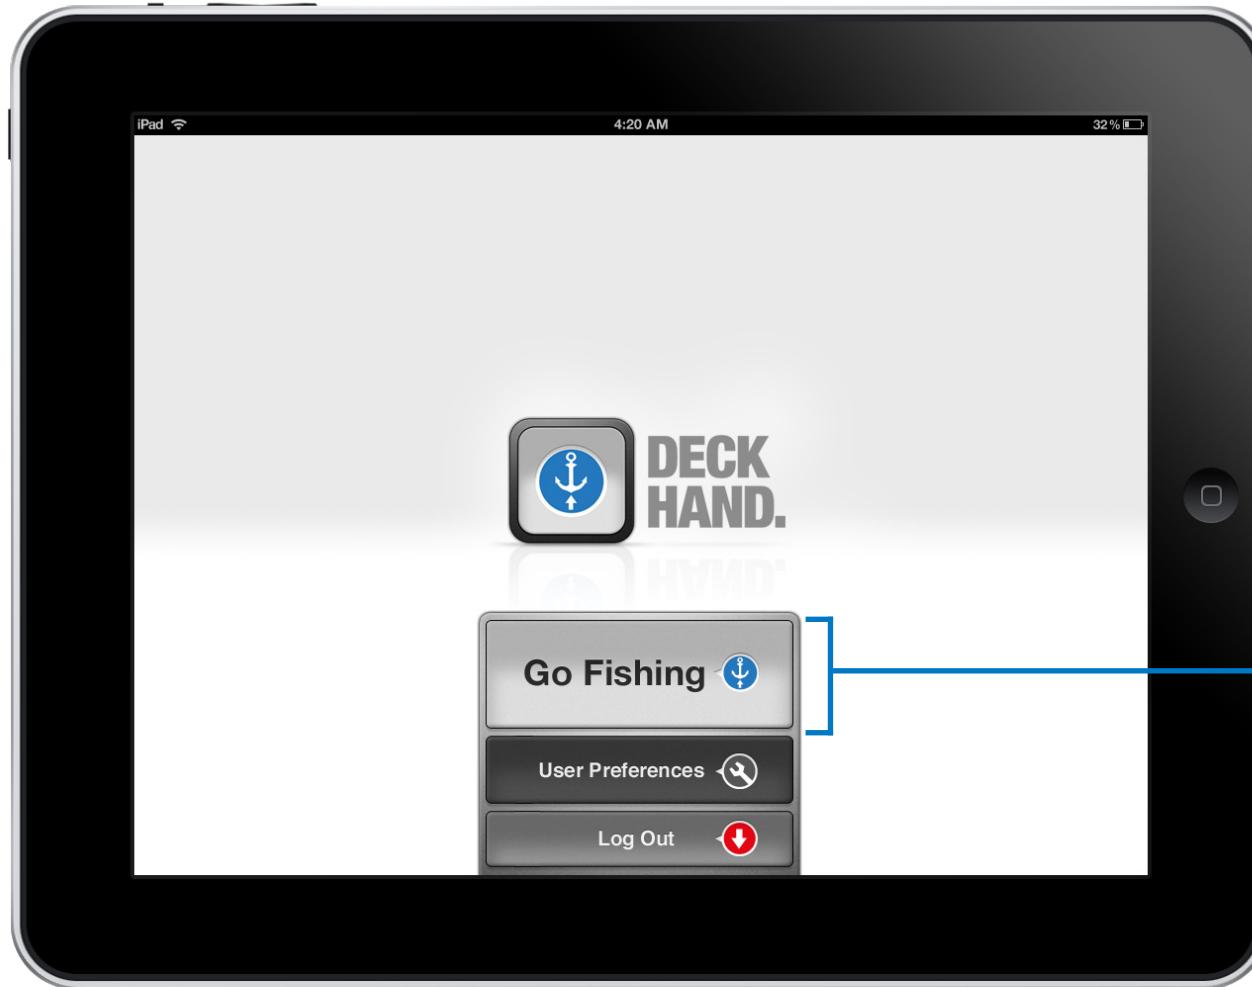 iPad 4:20 AM 32%
DECK
HAND.
Go Fishing
User Preferences
Log Out